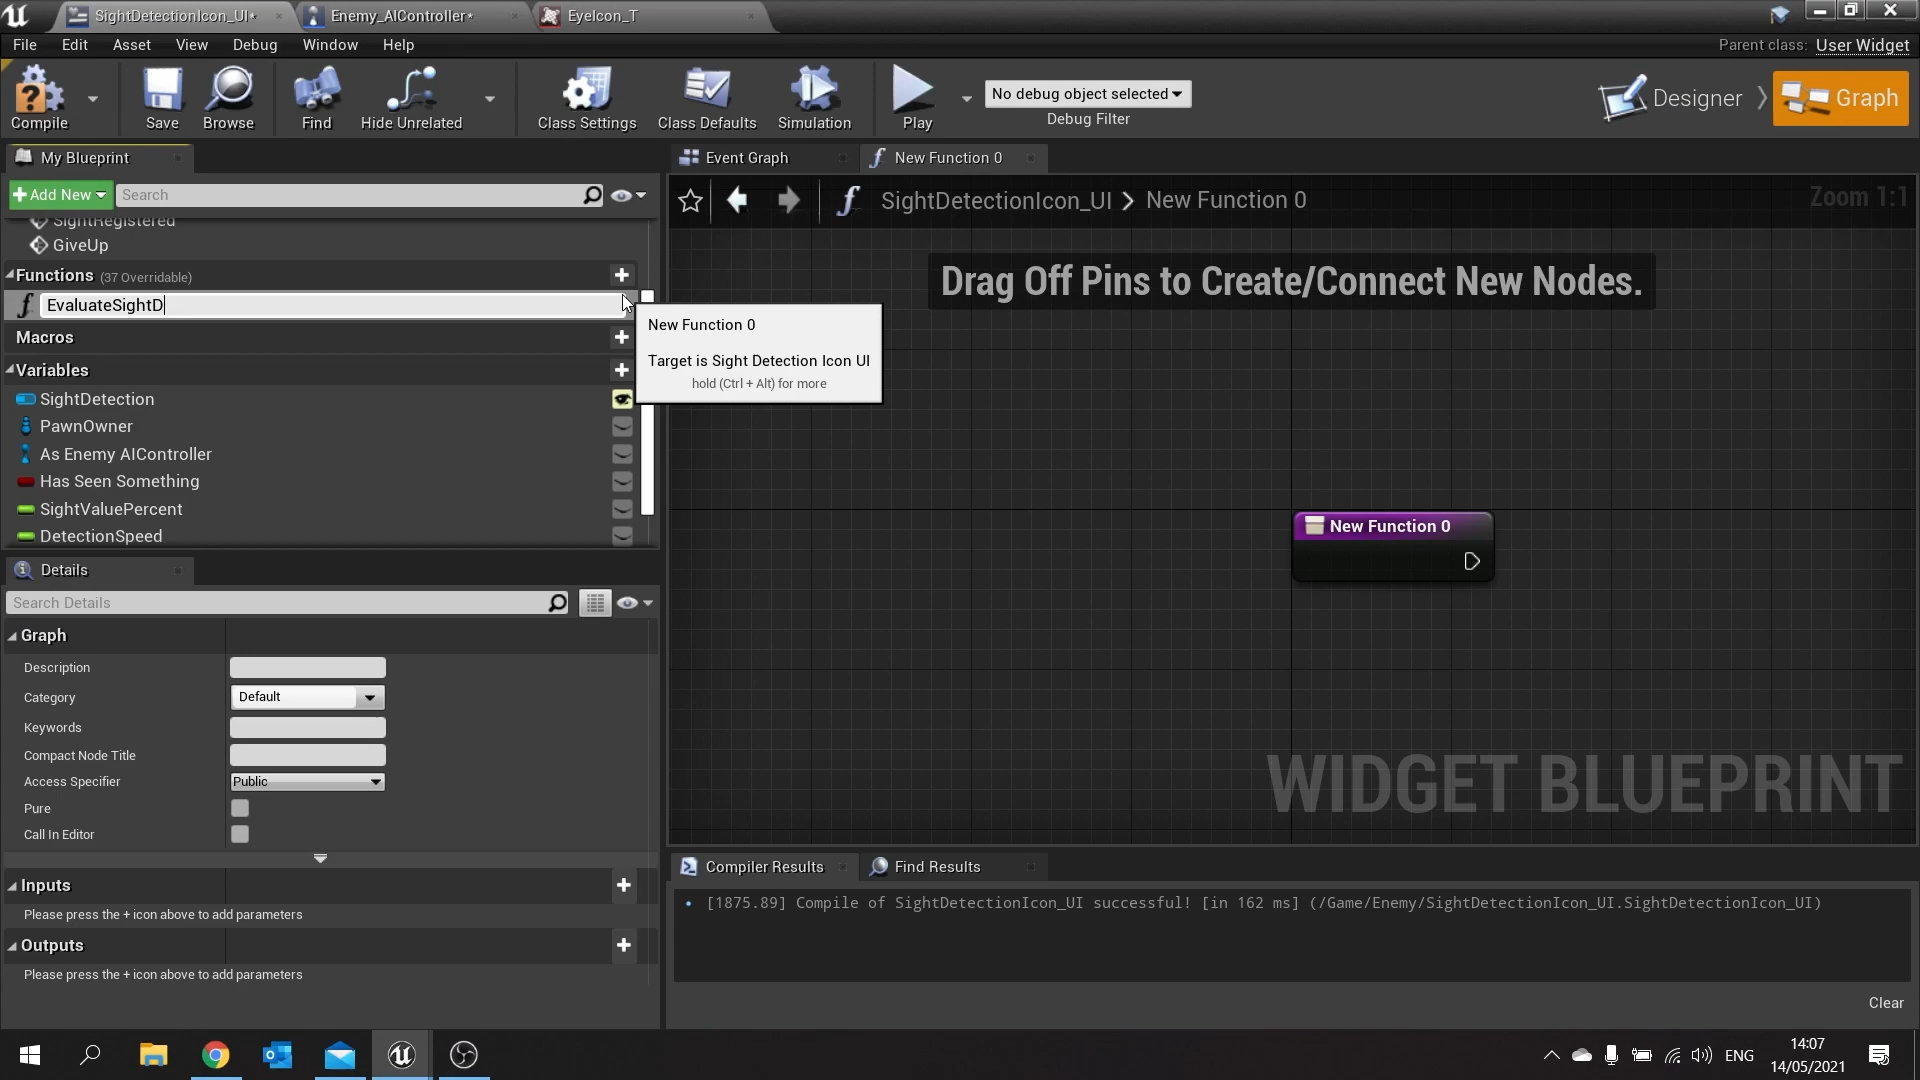 SightDetectionIcon_UI*
Enemy_AIController*
EyeIcon_T
File Edit Asset View Debug Window Help
Parent class: User Widget
Compile
Save
Browse
Find
Hide Unrelated
Class Settings
Class Defaults
Simulation
Play
No debug object selected
Debug Filter
Designer
Graph
My Blueprint
Event Graph
New Function 0
Add New
Search
SightDetectionIcon_UI
New Function 0
Zoom 1:1
SightRegistered
GiveUp
Functions (37 Overridable)
EvaluateSightD
Macros
Variables
SightDetection
PawnOwner
As Enemy AIController
Has Seen Something
SightValuePercent
DetectionSpeed
New Function 0
Target is Sight Detection Icon UI
hold (Ctrl + Alt) for more
Drag Off Pins to Create/Connect New Nodes.
New Function 0
WIDGET BLUEPRINT
Details
Search Details
Graph
Description
Category Default
Keywords
Compact Node Title
Access Specifier Public
Pure
Call In Editor
Inputs
Please press the + icon above to add parameters
Outputs
Please press the + icon above to add parameters
Compiler Results
Find Results
[1875.89] Compile of SightDetectionIcon_UI successful! [in 162 ms] (/Game/Enemy/SightDetectionIcon_UI.SightDetectionIcon_UI)
Clear
ENG
14:07
14/05/2021